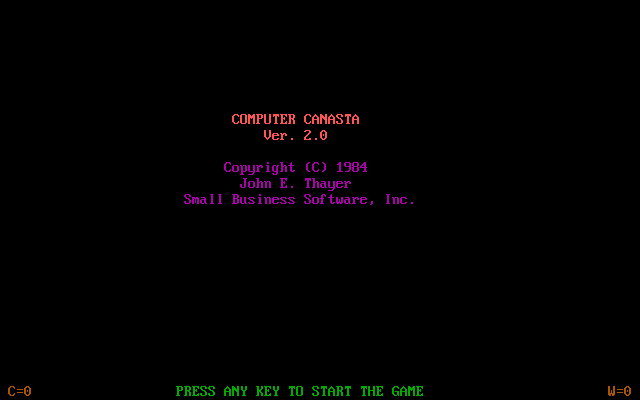 COMPUTER CANASTA
Ver. 2.0
Copyright (C) 1984
John E. Thayer
Small Business Software, Inc.
C=0 PRESS ANY KEY TO START THE GAME W=0